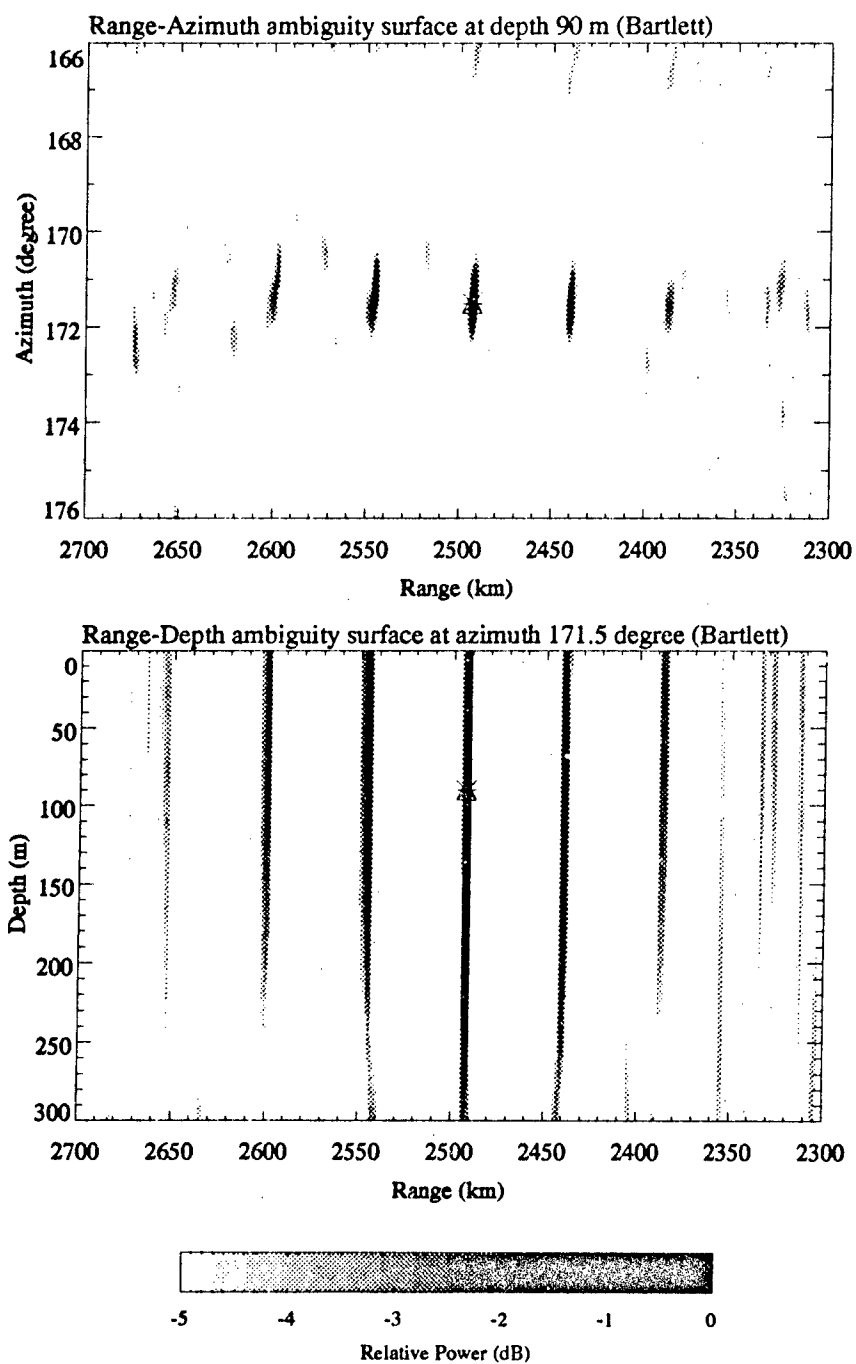 Range-Azimuth ambiguity surface at depth 90 m (Bartlett)
166
168
170
172
174
176
Azimuth (degree)
2700 2650 2600 2550 2500 2450 2400 2350 2300
Range (km)
Range-Depth ambiguity surface at azimuth 171.5 degree (Bartlett)
0
50
100
150
200
250
300
Depth (m)
2700 2650 2600 2550 2500 2450 2400 2350 2300
Range (km)
-5 -4 -3 -2 -1 0
Relative Power (dB)